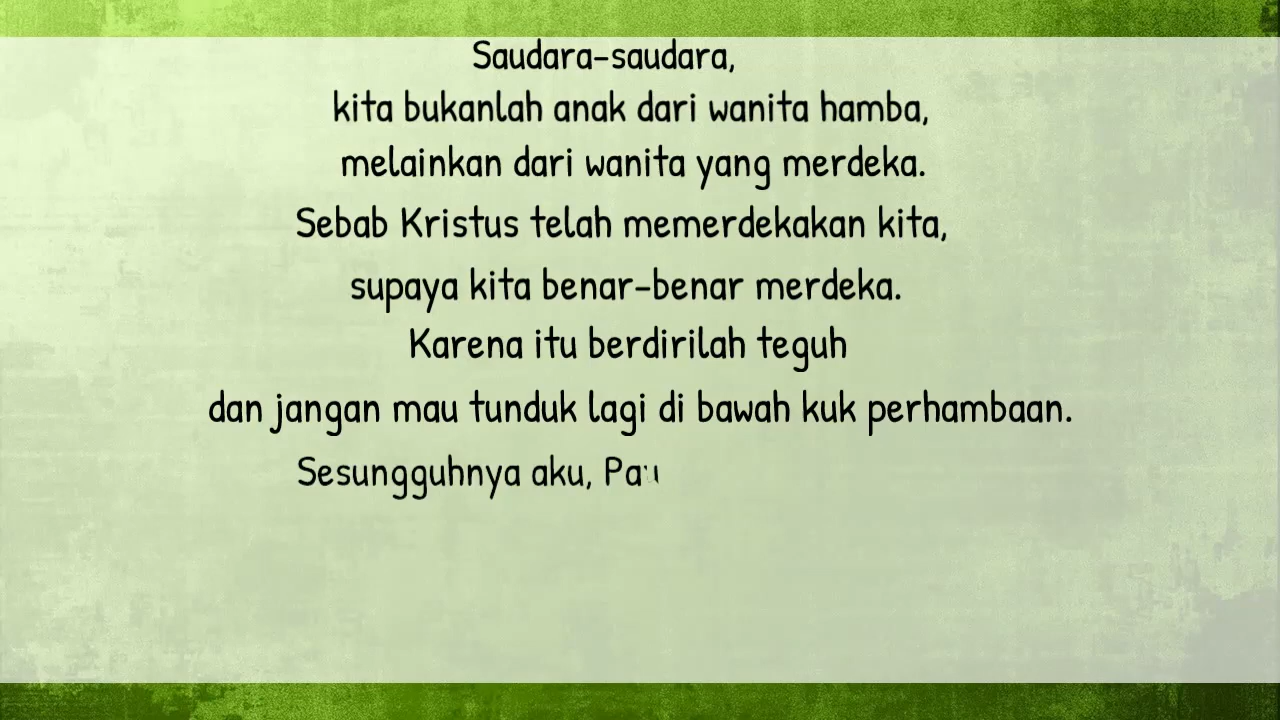 Saudara-saudara,
kita bukanlah anak dari wanita hamba,
melainkan dari wanita yang merdeka.
Sebab Kristus telah memerdekakan kita,
supaya kita benar-benar merdeka.
Karena itu berdirilah teguh
dan jangan mau tunduk lagi di bawah kuk perhambaan.
Sesungguhnya aku,